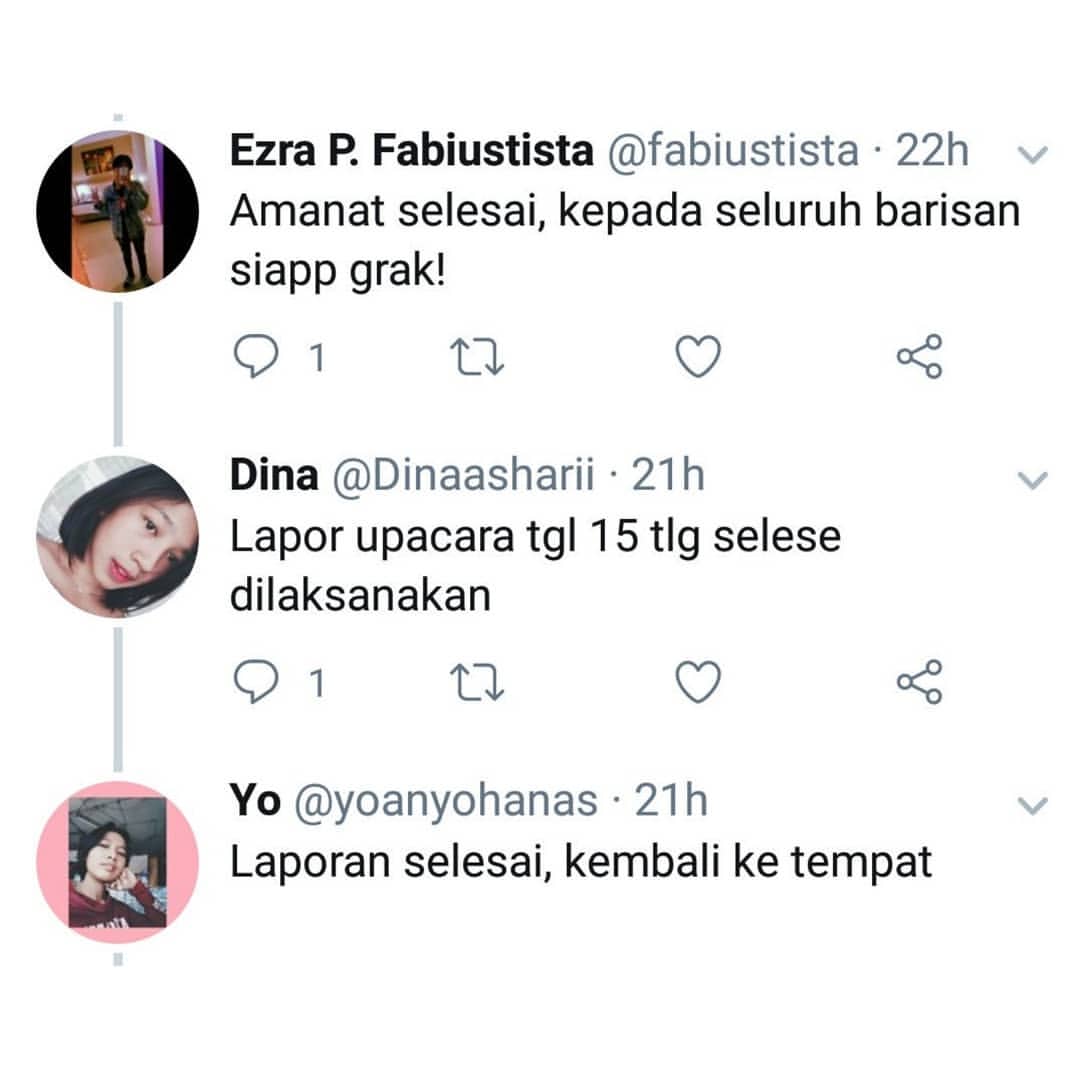 Ezra P. Fabiustista @fabiustista · 22h
Amanat selesai, kepada seluruh barisan
siapp grak!
1
Dina @Dinaasharii · 21h
Lapor upacara tgl 15 tlg selese
dilaksanakan
1
Yo @yoanyohanas · 21h
Laporan selesai, kembali ke tempat